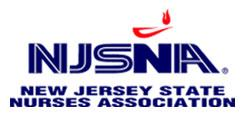 NJSNA®
NEW JERSEY STATE
NURSES ASSOCIATION